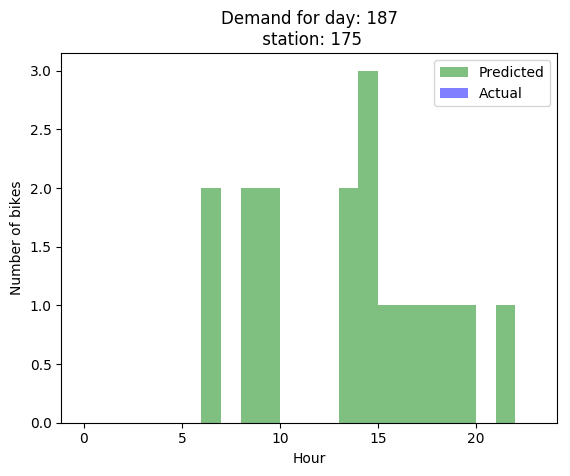 Demand for day: 187
station: 175
Predicted
Actual
3.0
2.5
2.0
1.5
1.0
0.5
0.0
Number of bikes
0 5 10 15 20
Hour